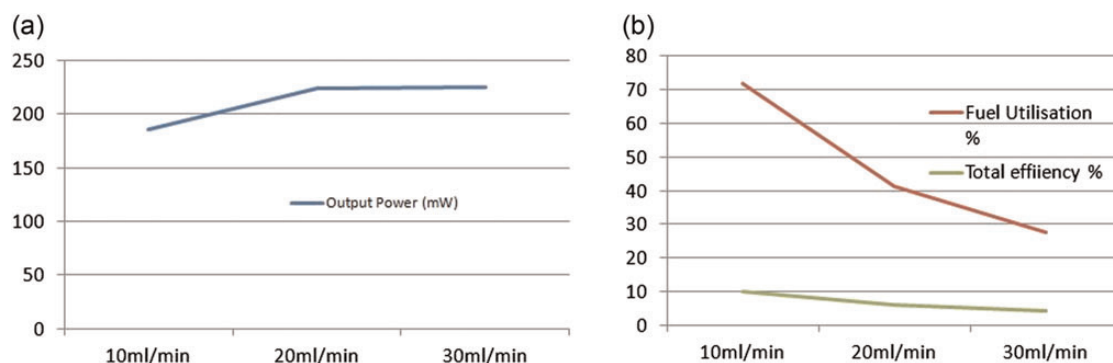 (a)
250
200
150
100
50
0
Output Power (mW)
10ml/min 20ml/min 30ml/min
(b)
80
70
60
50
40
30
20
10
0
Fuel Utilisation
%
Total effiiency %
10ml/min 20ml/min 30ml/min